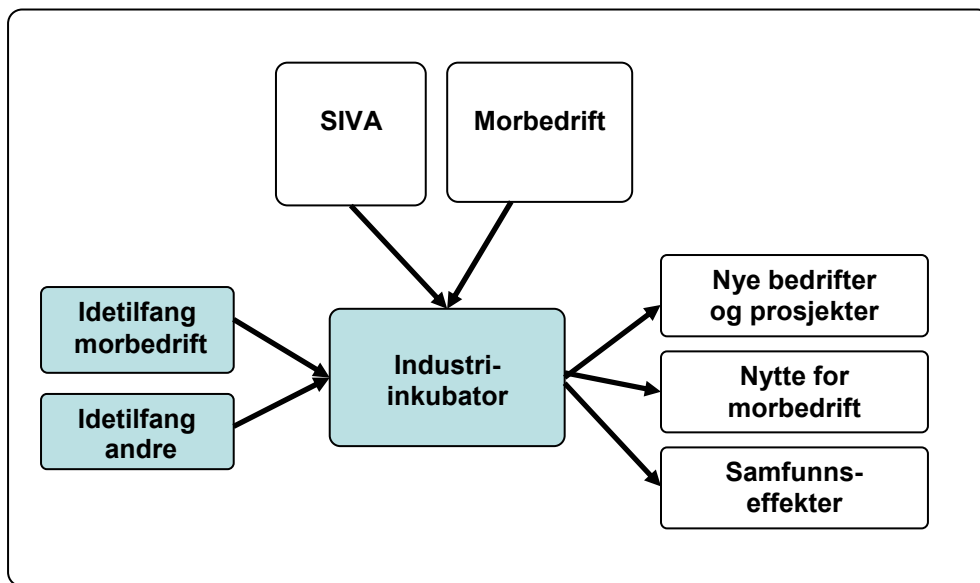 SIVA
Morbedrift
Idetilfang
morbedrift
Idetilfang
andre
Industri-
inkubator
Nye bedrifter
og prosjekter
Nytte for
morbedrift
Samfunns-
effekter